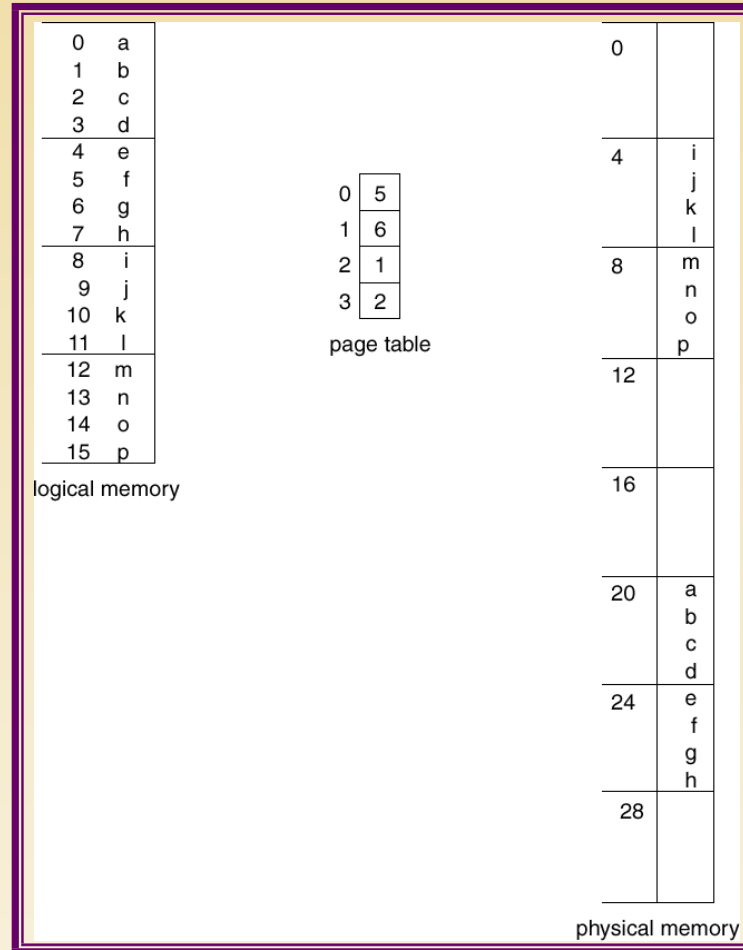 0 a
1 b
2 c
3 d
4 e
5 f
6 g
7 h
8 i
9 j
10 k
11 l
12 m
13 n
14 o
15 p
logical memory
0 5
1 6
2 1
3 2
page table
0
4 i
j
k
l
8 m
n
o
p
12
16
20 a
b
c
d
24 e
f
g
h
28
physical memory